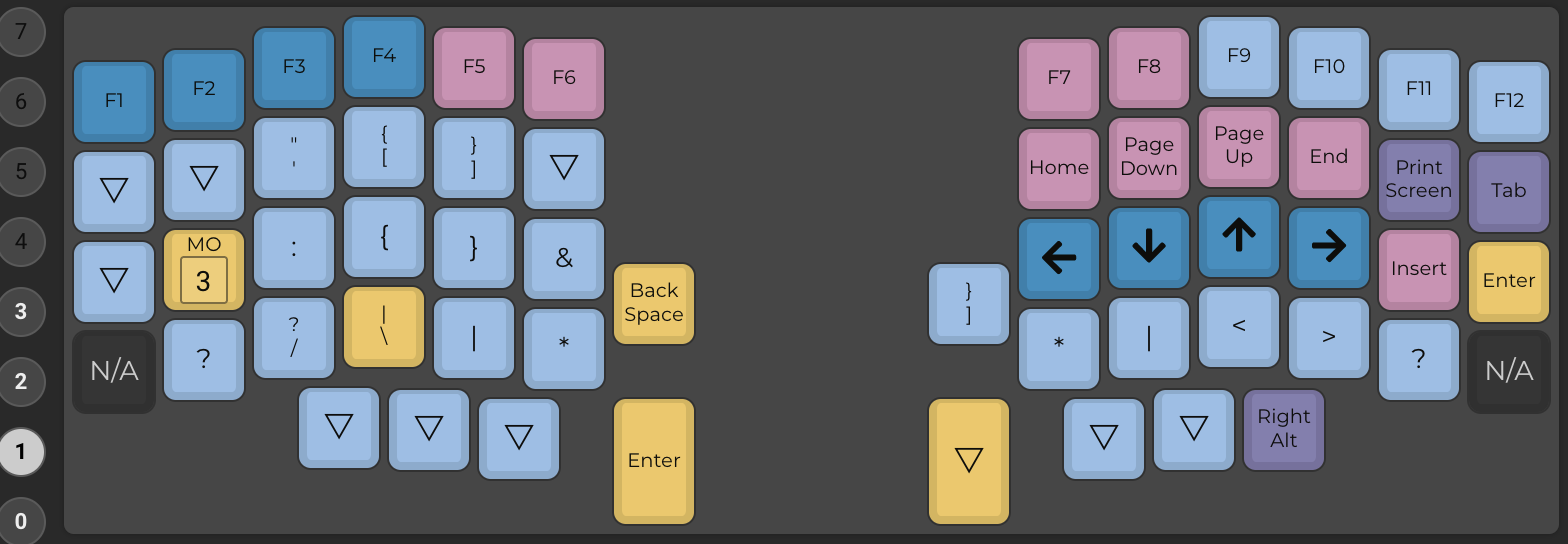 7
6
5
4
3
2
1
0
F1
F2
F3
F4
F5
F6
F7
F8
F9
F10
F11
F12
"
'
{
[
}
]
Home
Page
Down
Page
Up
End
Print
Screen
Tab
MO
3
:
{
}
&
Back
Space
}
]
Insert
Enter
N/A
?
?
/
|
\
|
*
*
|
<
>
?
N/A
Enter
Right
Alt